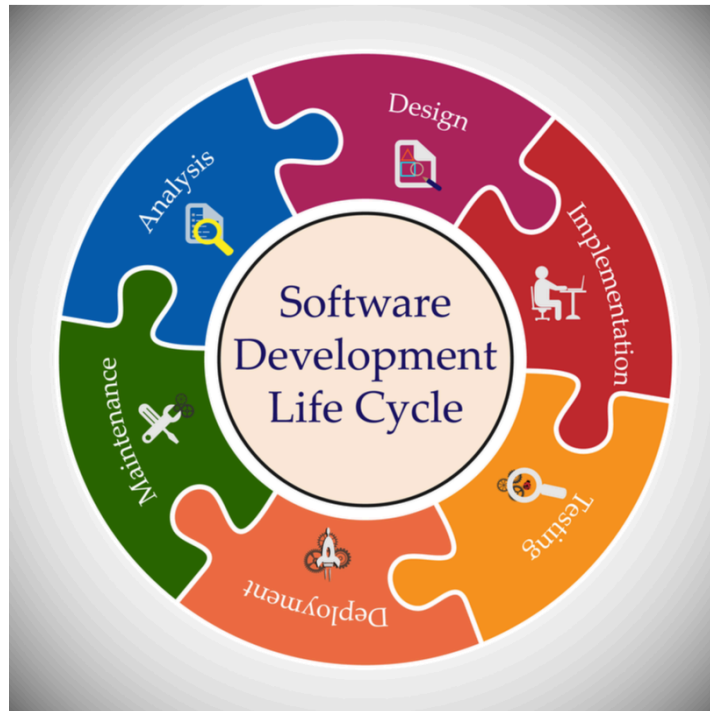 Software
Development
Life Cycle
Analysis
Design
Implementation
Testing
Deployment
Maintenance